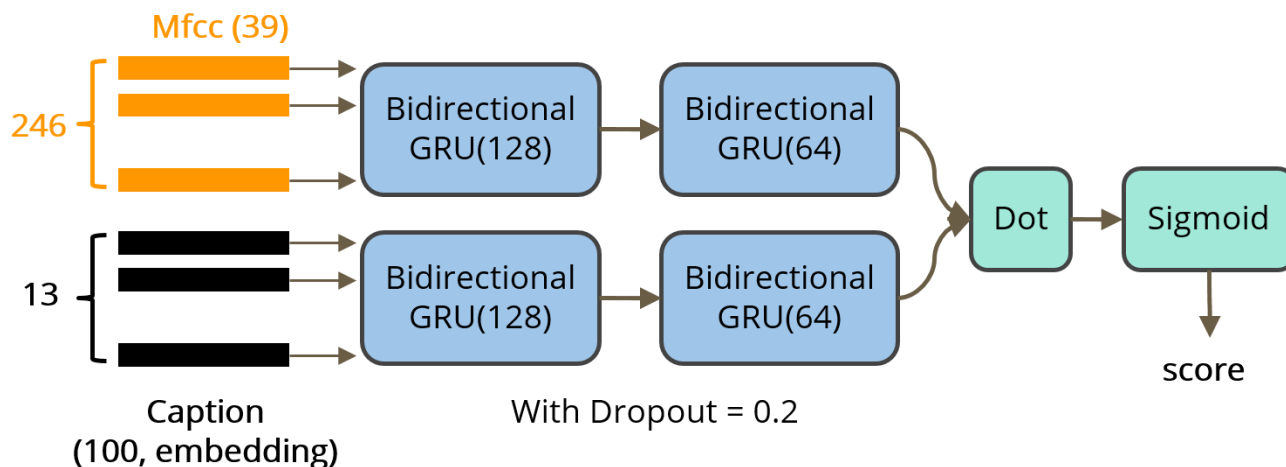 Mfcc (39)
246
Bidirectional
GRU(128)
Bidirectional
GRU(64)
Dot
Sigmoid
13
Bidirectional
GRU(128)
Bidirectional
GRU(64)
score
Caption
(100, embedding)
With Dropout = 0.2